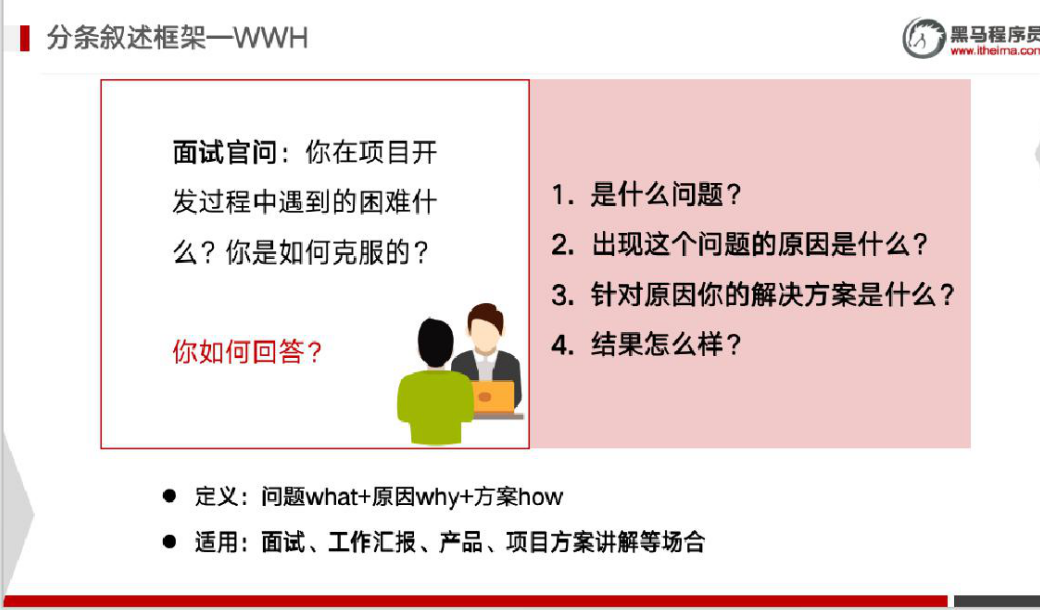 分条叙述框架—WWH
黑马程序员
www.itheima.com
面试官问：你在项目开
发过程中遇到的困难什
么？你是如何克服的？
你如何回答？
1. 是什么问题？
2. 出现这个问题的原因是什么？
3. 针对原因你的解决方案是什么？
4. 结果怎么样？
● 定义：问题what+原因why+方案how
● 适用：面试、工作汇报、产品、项目方案讲解等场合